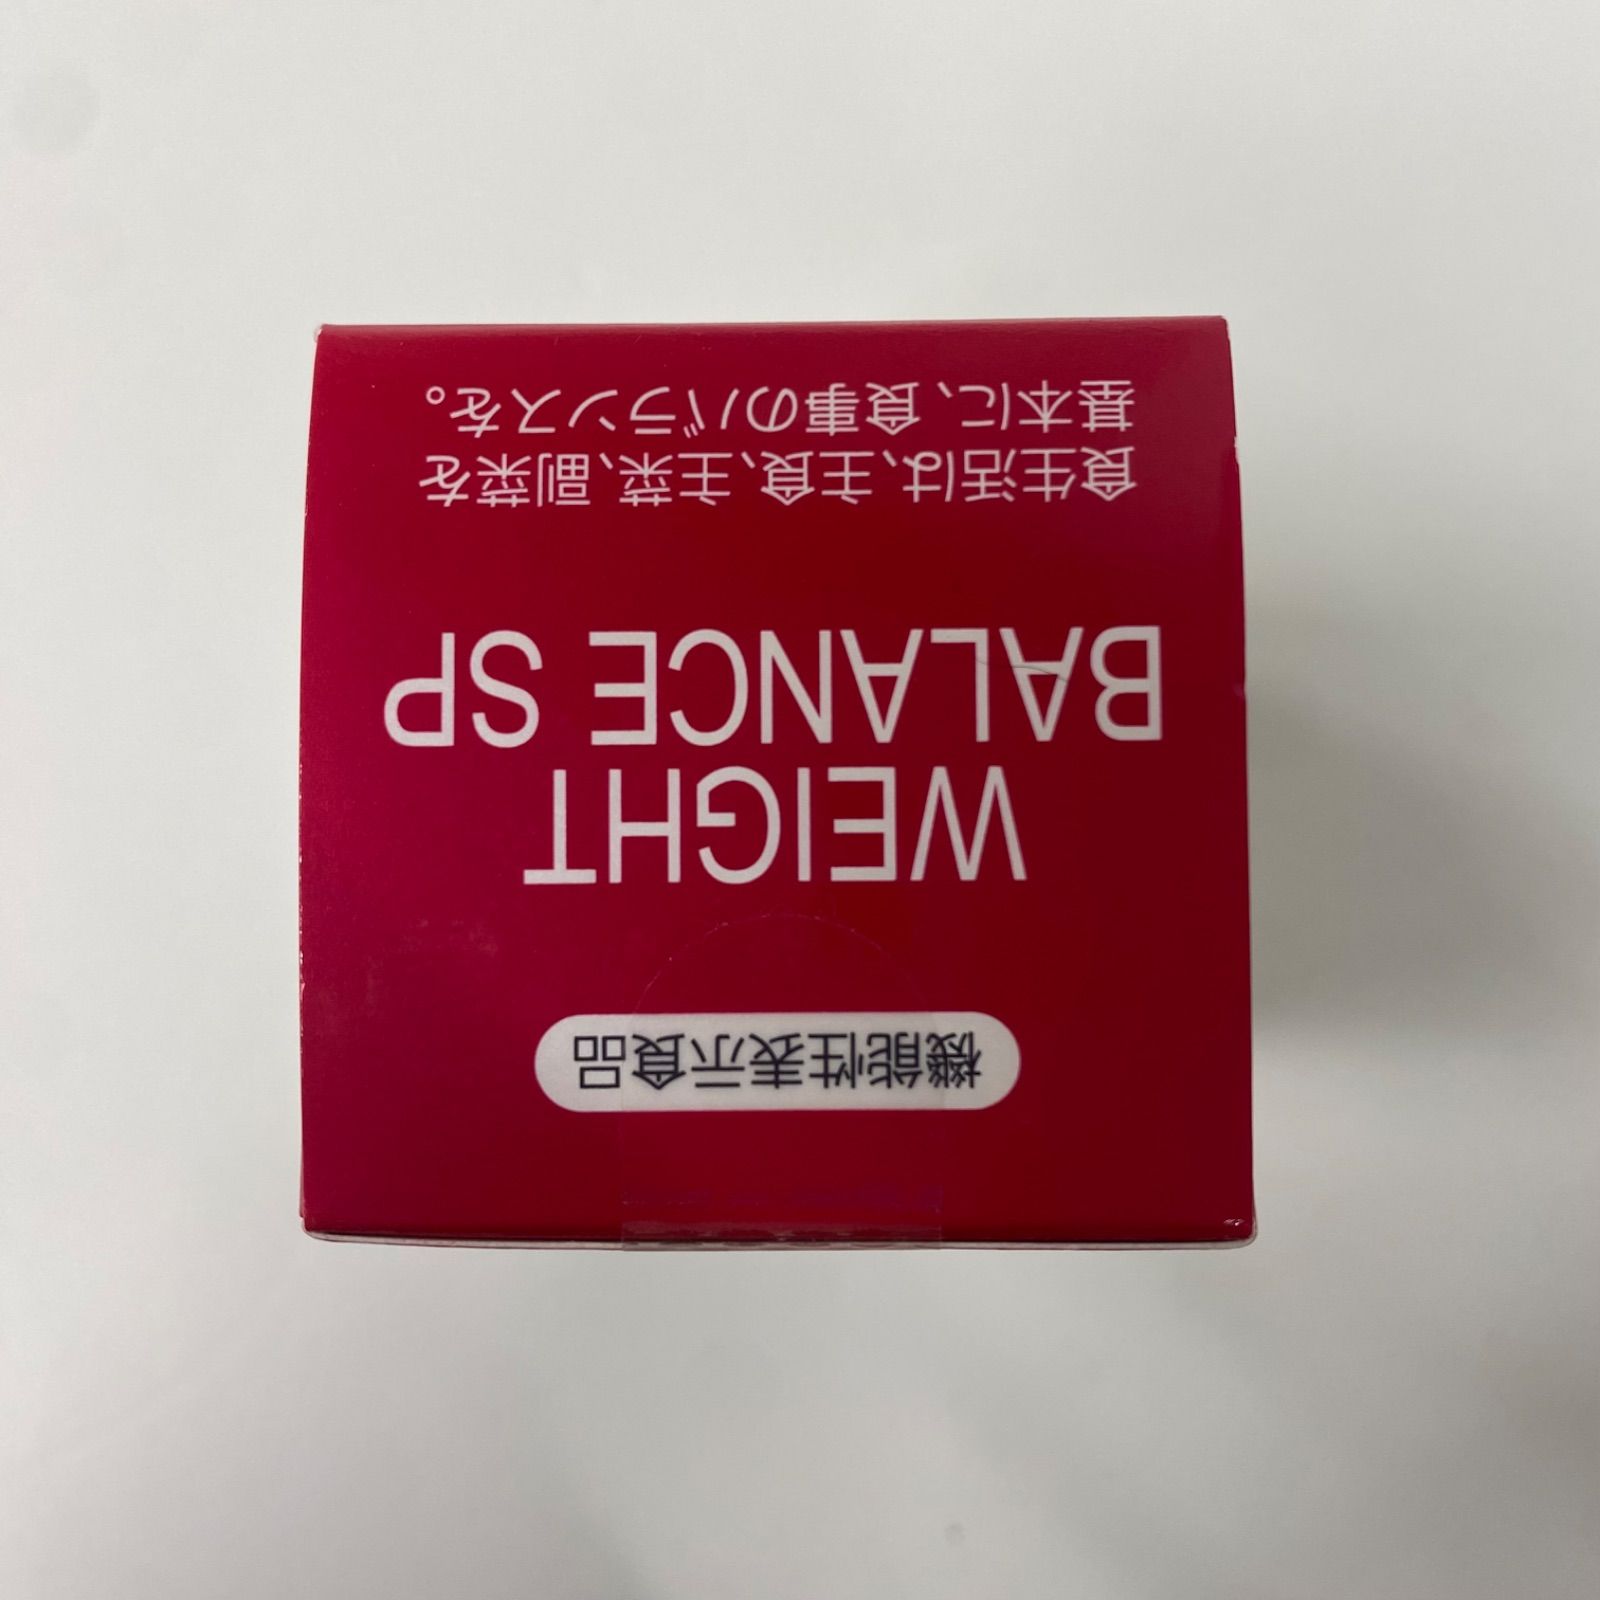 機能性表示食品
WEIGHT
BALANCE SP
食生活は、主食、主菜、副菜を
基本に、食事のバランスを。